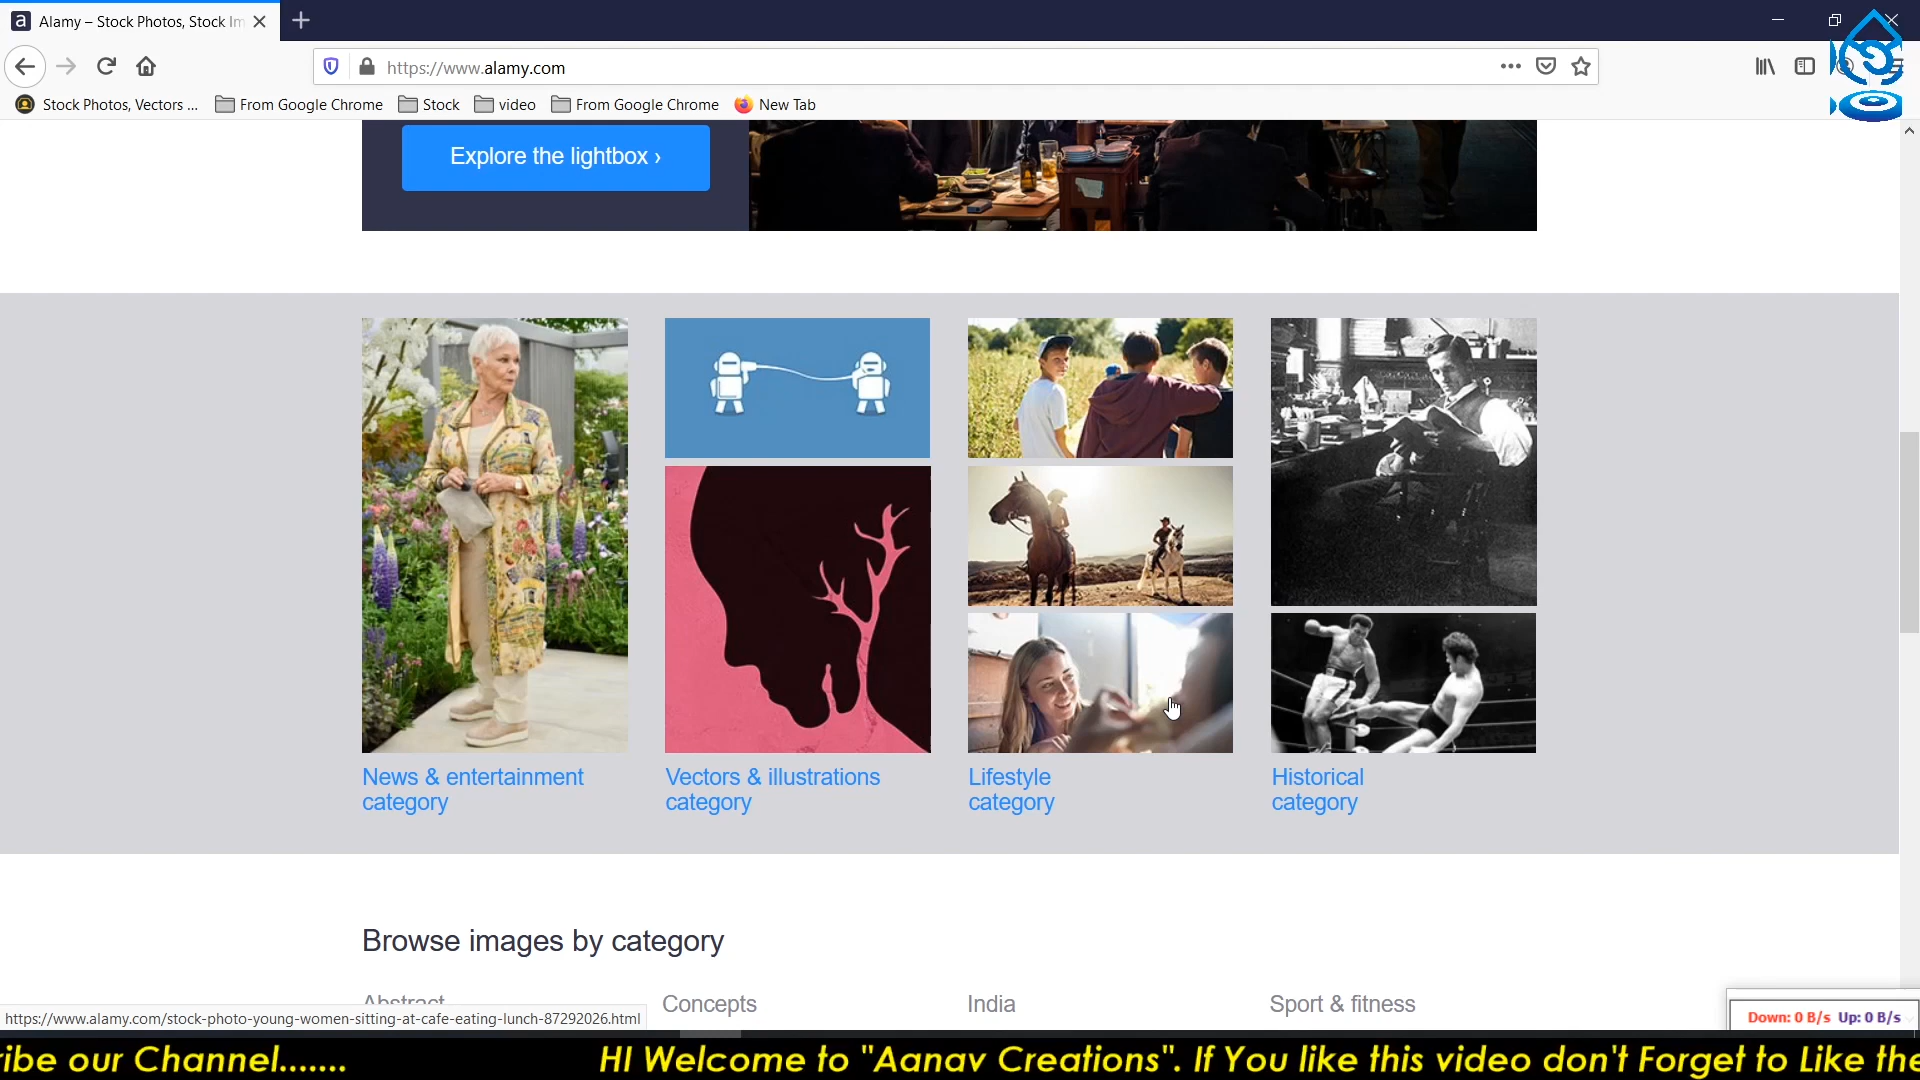 a Alamy – Stock Photos, Stock Im
https://www.alamy.com
Stock Photos, Vectors ... From Google Chrome Stock video From Google Chrome New Tab
Explore the lightbox ›
News & entertainment category
Vectors & illustrations category
Lifestyle category
Historical category
Browse images by category
Abstract Concepts India Sport & fitness
https://www.alamy.com/stock-photo-young-women-sitting-at-cafe-eating-lunch-87292026.html
Down: 0 B/s Up: 0 B/s
ribe our Channel....... HI Welcome to "Aanav Creations". If You like this video don't Forget to Like the